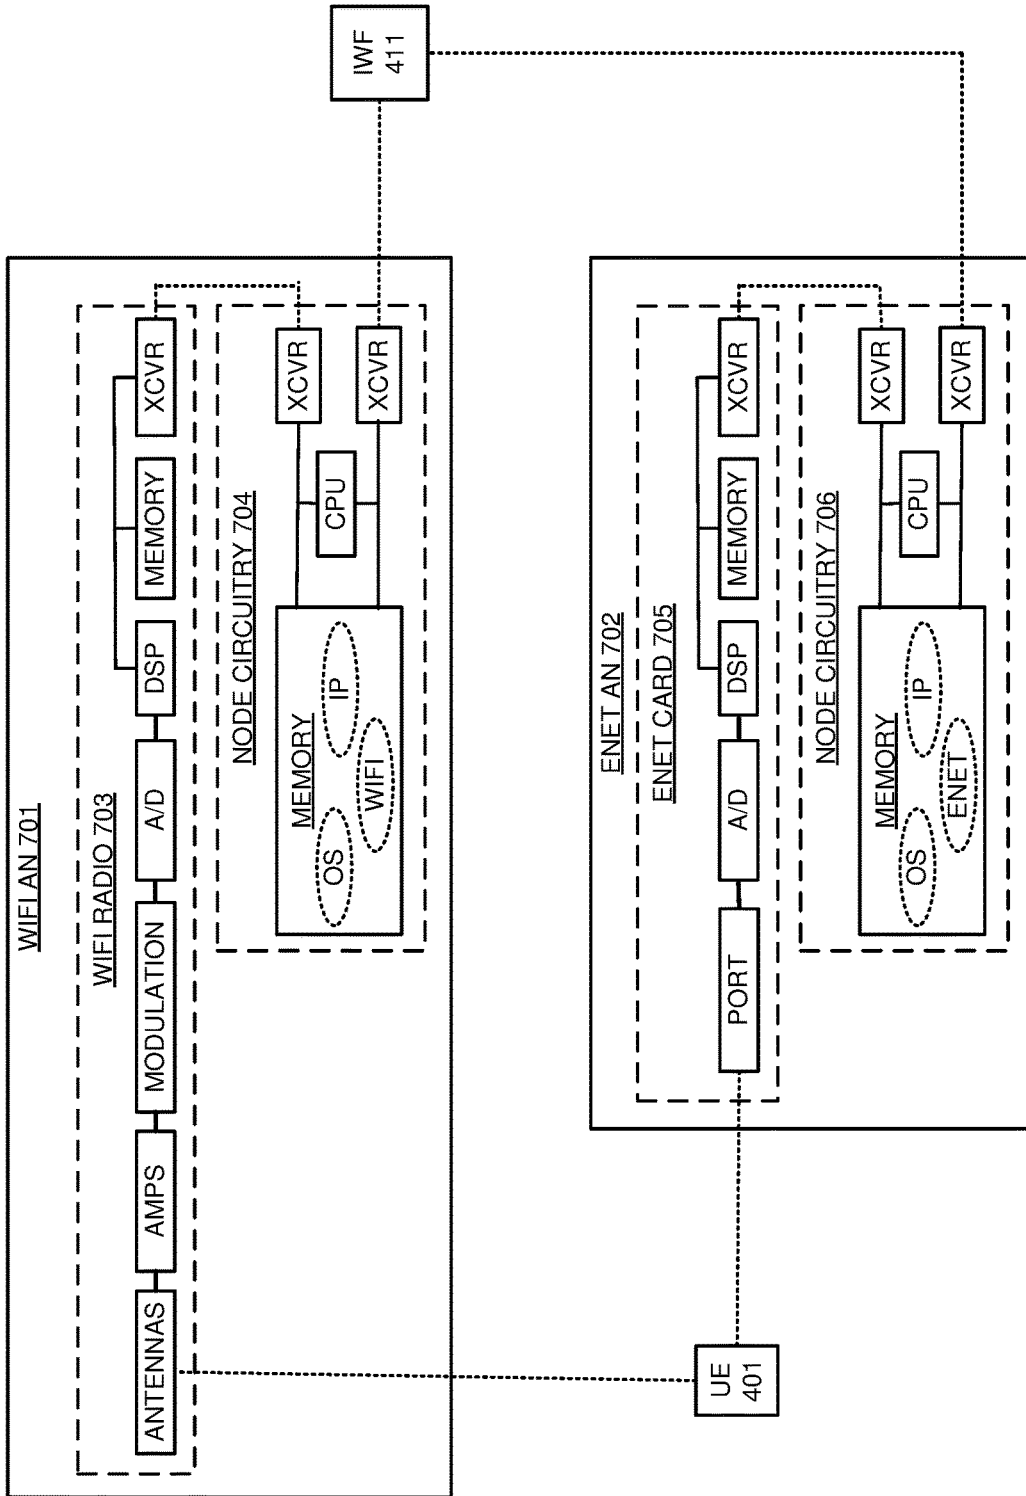 WIFI AN 701
WIFI RADIO 703
ANTENNAS
AMPS
MODULATION
A/D
DSP
MEMORY
XCVR
NODE CIRCUITRY 704
MEMORY
OS
WIFI
IP
CPU
XCVR
XCVR
IWF
411
UE
401
ENET AN 702
ENET CARD 705
PORT
A/D
DSP
MEMORY
XCVR
NODE CIRCUITRY 706
MEMORY
OS
ENET
IP
CPU
XCVR
XCVR